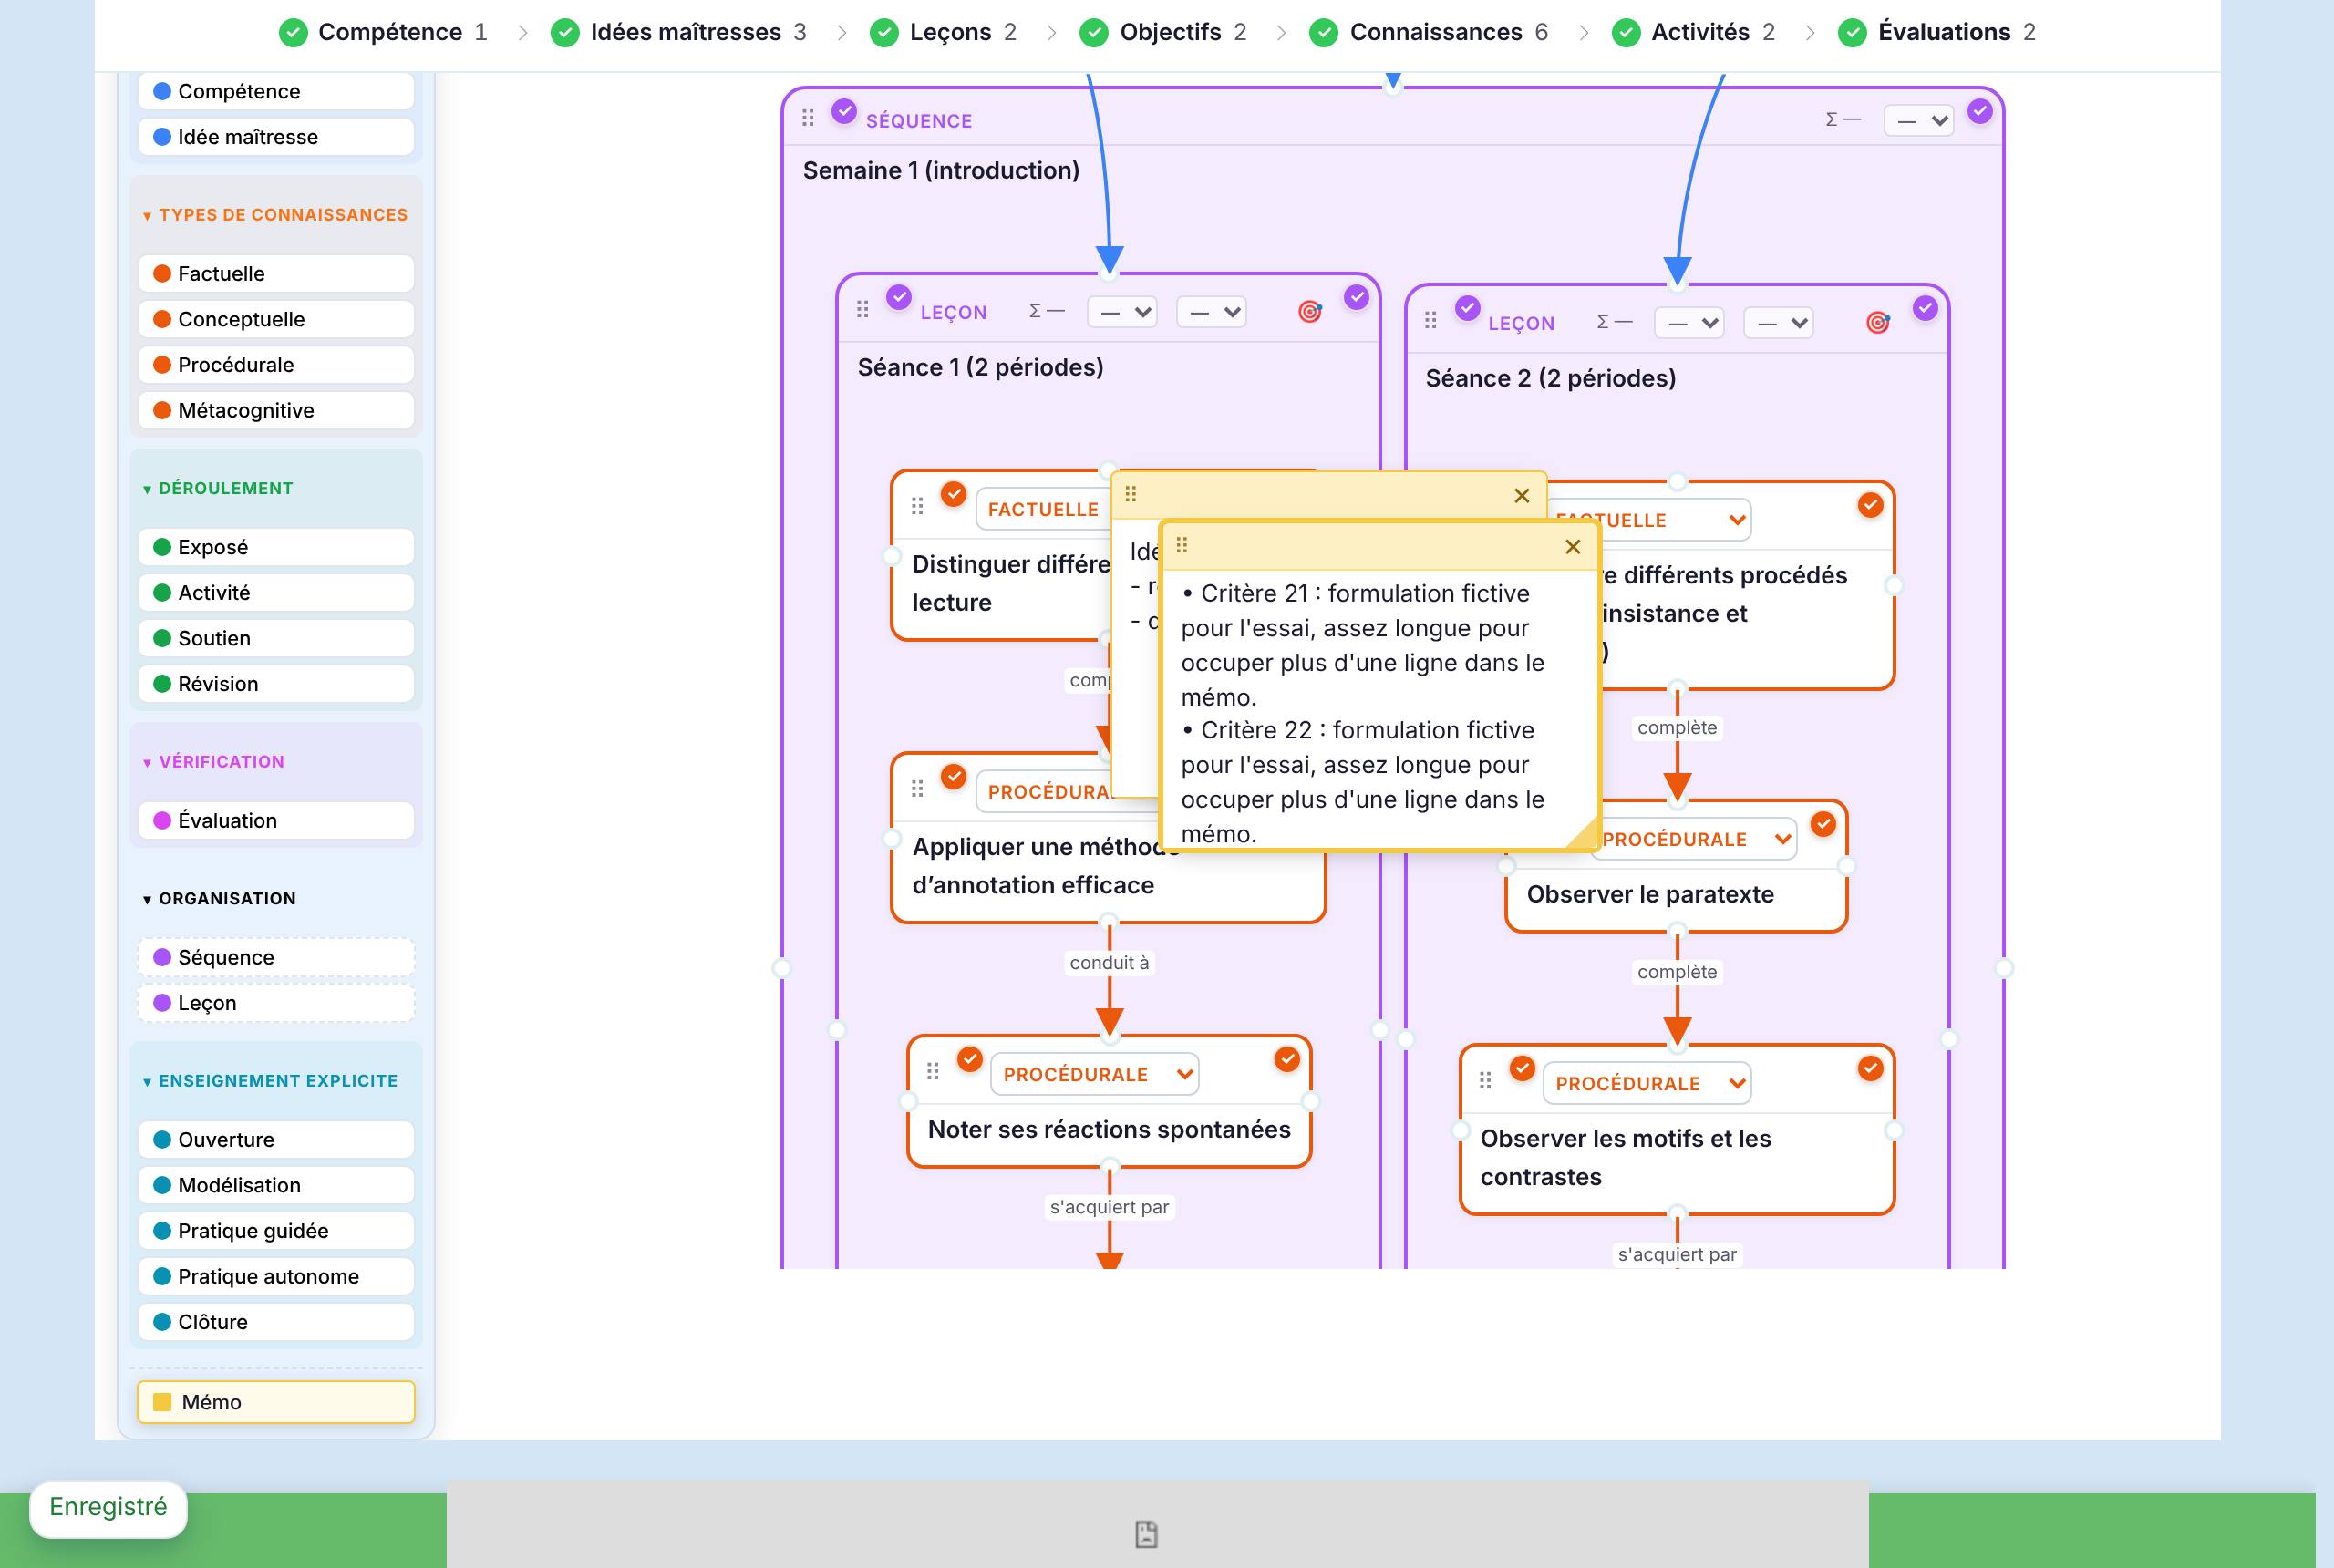 Compétence 1
Idées maîtresses 3
Leçons 2
Objectifs 2
Connaissances 6
Activités 2
Évaluations 2
Compétence
Idée maîtresse
▾ TYPES DE CONNAISSANCES
Factuelle
Conceptuelle
Procédurale
Métacognitive
▾ DÉROULEMENT
Exposé
Activité
Soutien
Révision
▾ VÉRIFICATION
Évaluation
▾ ORGANISATION
Séquence
Leçon
▾ ENSEIGNEMENT EXPLICITE
Ouverture
Modélisation
Pratique guidée
Pratique autonome
Clôture
Mémo
SÉQUENCE
Σ —
—
Semaine 1 (introduction)
LEÇON
Σ —
—
—
Séance 1 (2 périodes)
FACTUELLE
Distinguer
lecture
PROCÉDURALE
Appliquer une méthode
d’annotation efficace
conduit à
PROCÉDURALE
Noter ses réactions spontanées
s'acquiert par
• Critère 21 : formulation fictive
pour l'essai, assez longue pour
occuper plus d'une ligne dans le
mémo.
• Critère 22 : formulation fictive
pour l'essai, assez longue pour
occuper plus d'une ligne dans le
mémo.
LEÇON
Σ —
—
—
Séance 2 (2 périodes)
FACTUELLE
différents procédés
insistance et
complète
PROCÉDURALE
Observer le paratexte
complète
PROCÉDURALE
Observer les motifs et les
contrastes
s'acquiert par
Enregistré